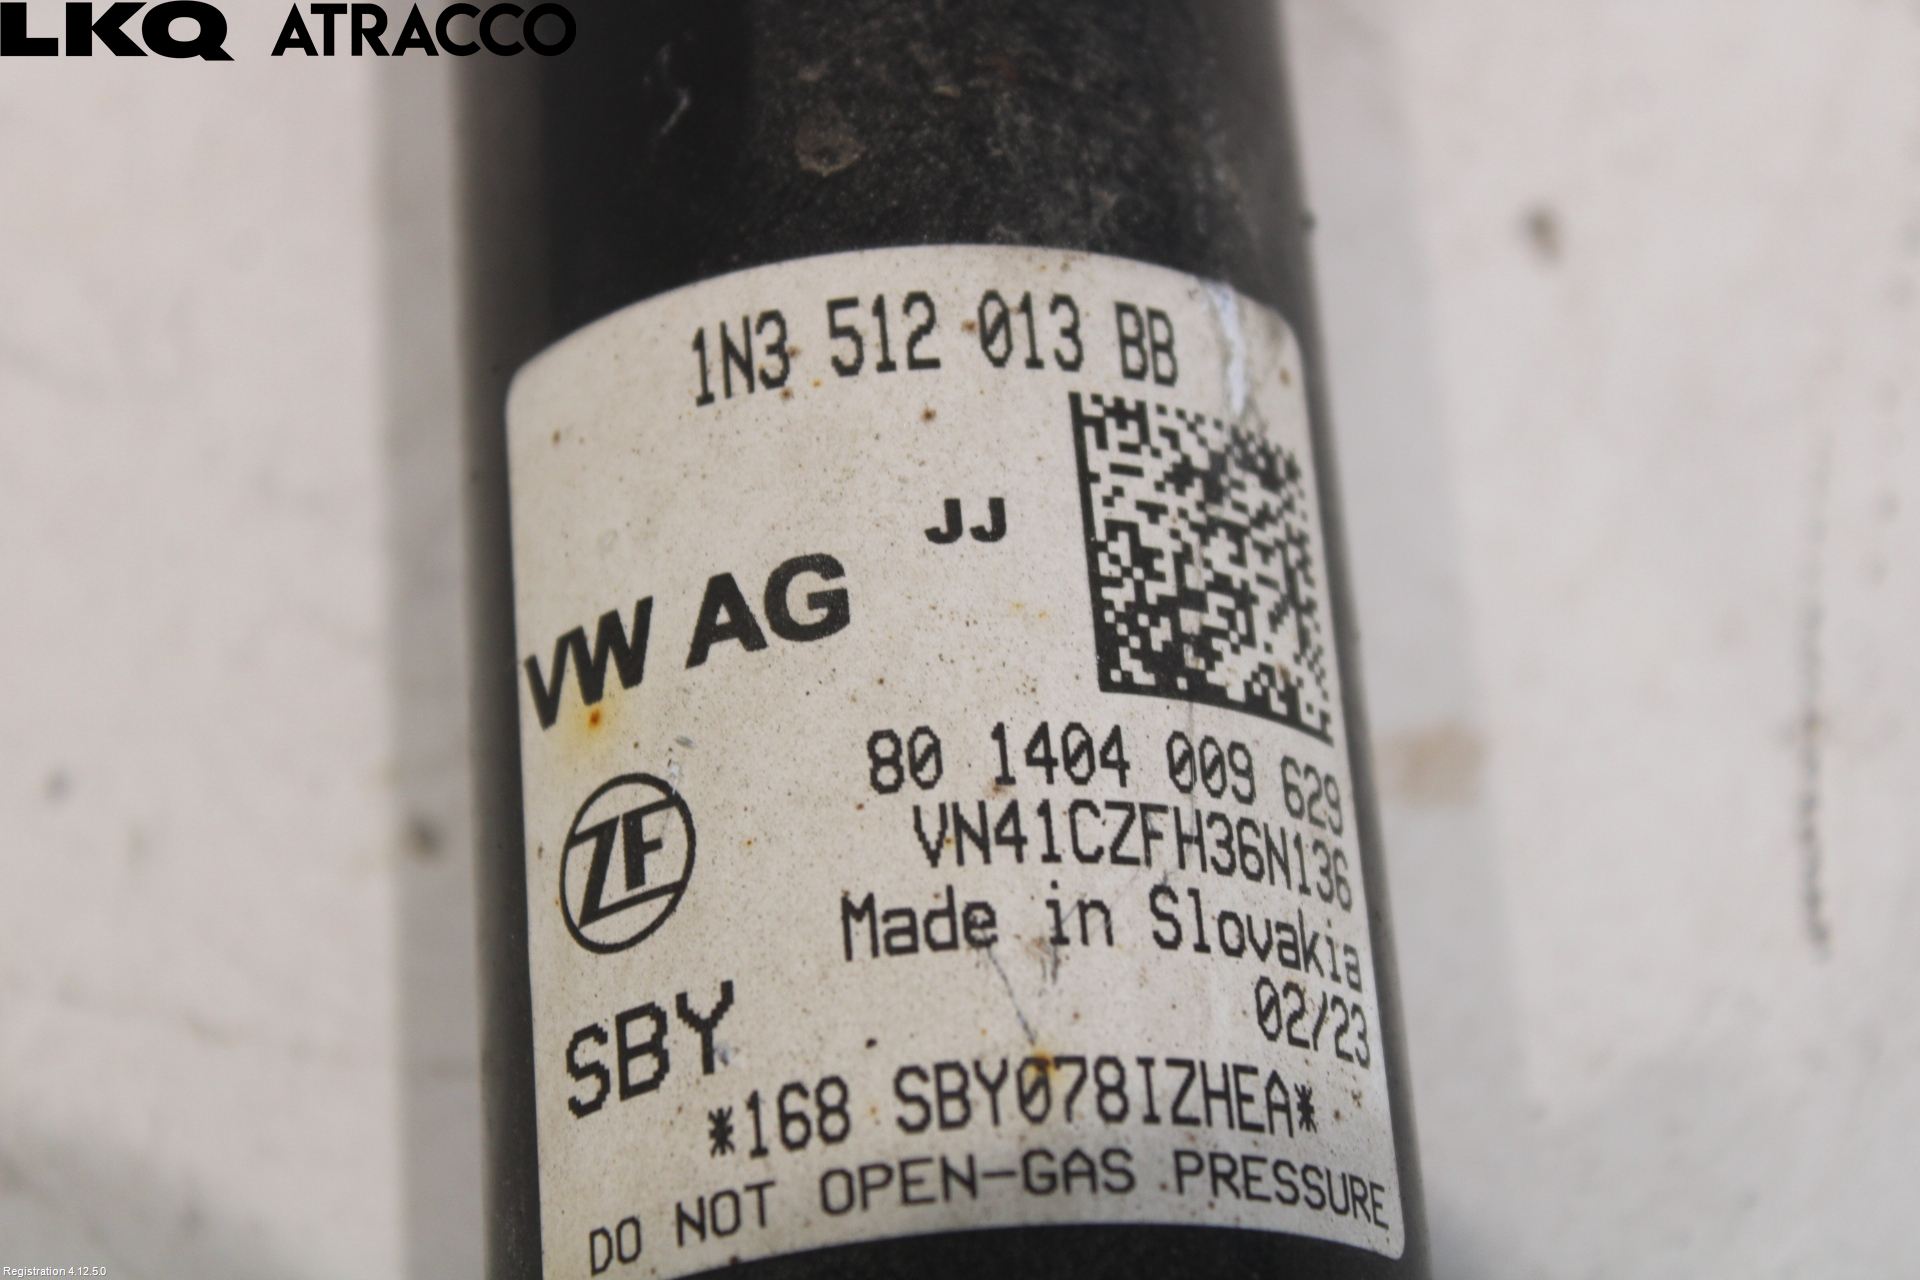 LKQ ATRACCO
1N3 512 013 BB
JJ
VW AG
80 1404 009 629
VN41CZFH36N136
ZF
Made in Slovakia
02/23
SBY
*168 SBY078IZHEA*
DO NOT OPEN-GAS PRESSURE
Registration 4.12.5.0